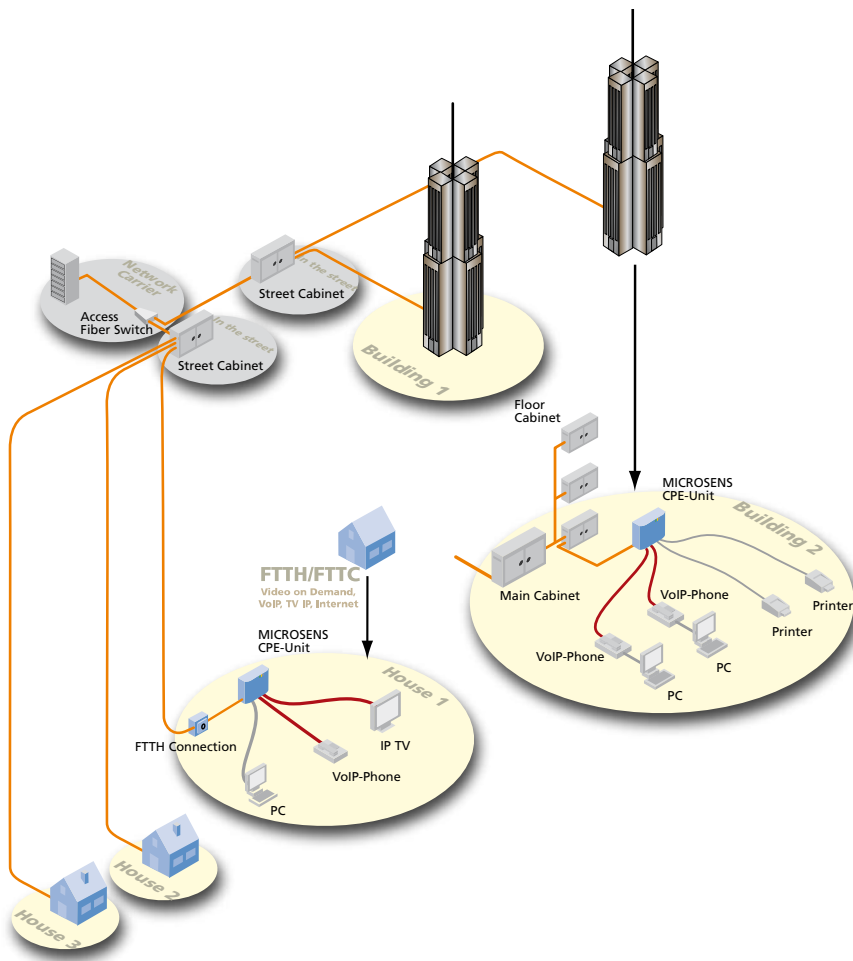 Network
Carrier
Access
Fiber Switch
In the street
Street Cabinet
In the street
Street Cabinet
Building 1
Floor
Cabinet
MICROSENS
CPE-Unit
Building 2
Main Cabinet
VoIP-Phone
Printer
Printer
VoIP-Phone
PC
PC
FTTH/FTTC
Video on Demand,
VoIP, TV IP, Internet
MICROSENS
CPE-Unit
House 1
FTTH Connection
IP TV
VoIP-Phone
PC
House 2
House 3